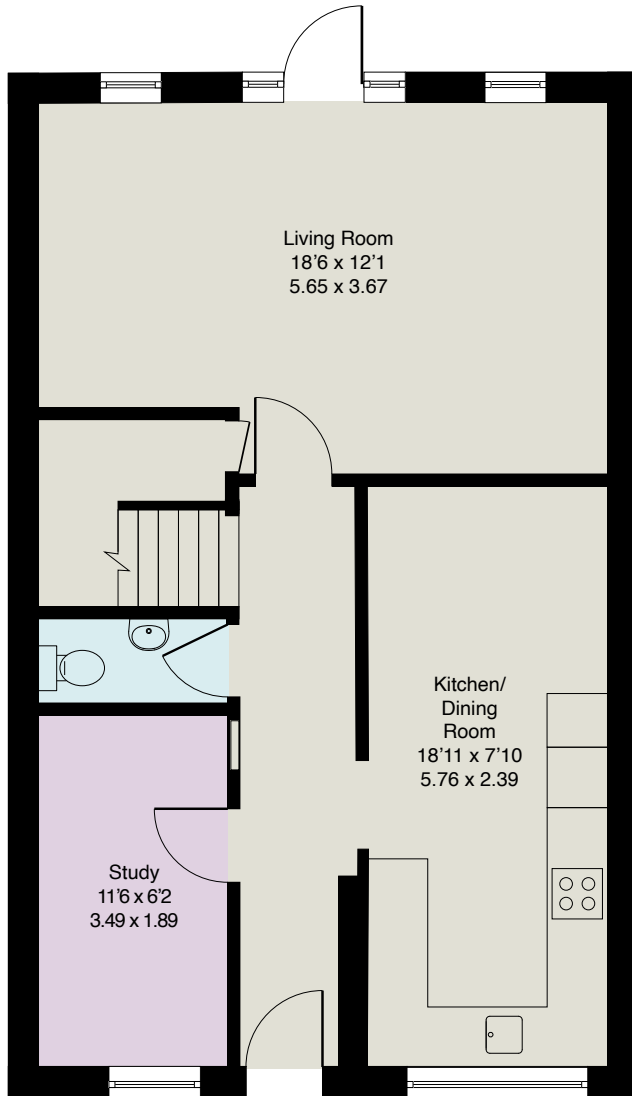 Living Room
18'6 x 12'1
5.65 x 3.67
Kitchen/
Dining
Room
18'11 x 7'10
5.76 x 2.39
Study
11'6 x 6'2
3.49 x 1.89